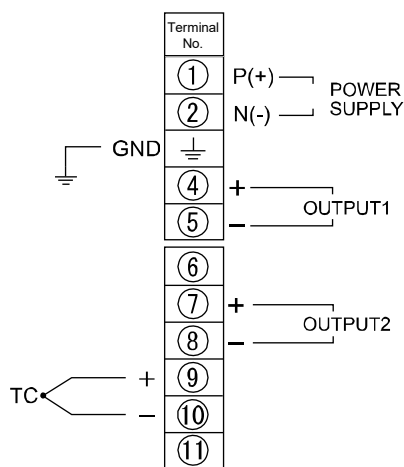 Terminal
No.
① P(+)
POWER
SUPPLY
② N(-)
GND
④ +
OUTPUT1
⑤ −
⑥
⑦ +
OUTPUT2
⑧ −
+ ⑨
TC
− ⑩
⑪